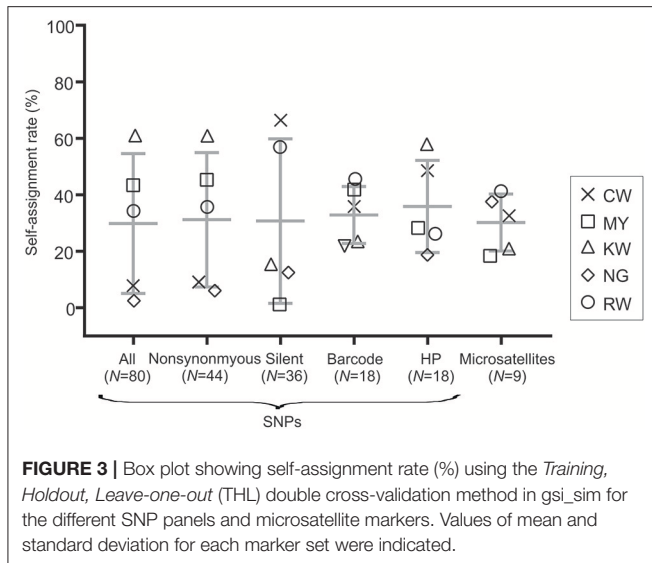 100
80
60
40
20
0
Self-assignment rate (%)
All Nonsynonmyous Silent Barcode HP Microsatellites
(N=80) (N=44) (N=36) (N=18) (N=18) (N=9)
SNPs
CW
MY
KW
NG
RW
FIGURE 3 | Box plot showing self-assignment rate (%) using the Training,
Holdout, Leave-one-out (THL) double cross-validation method in gsi_sim for
the different SNP panels and microsatellite markers. Values of mean and
standard deviation for each marker set were indicated.